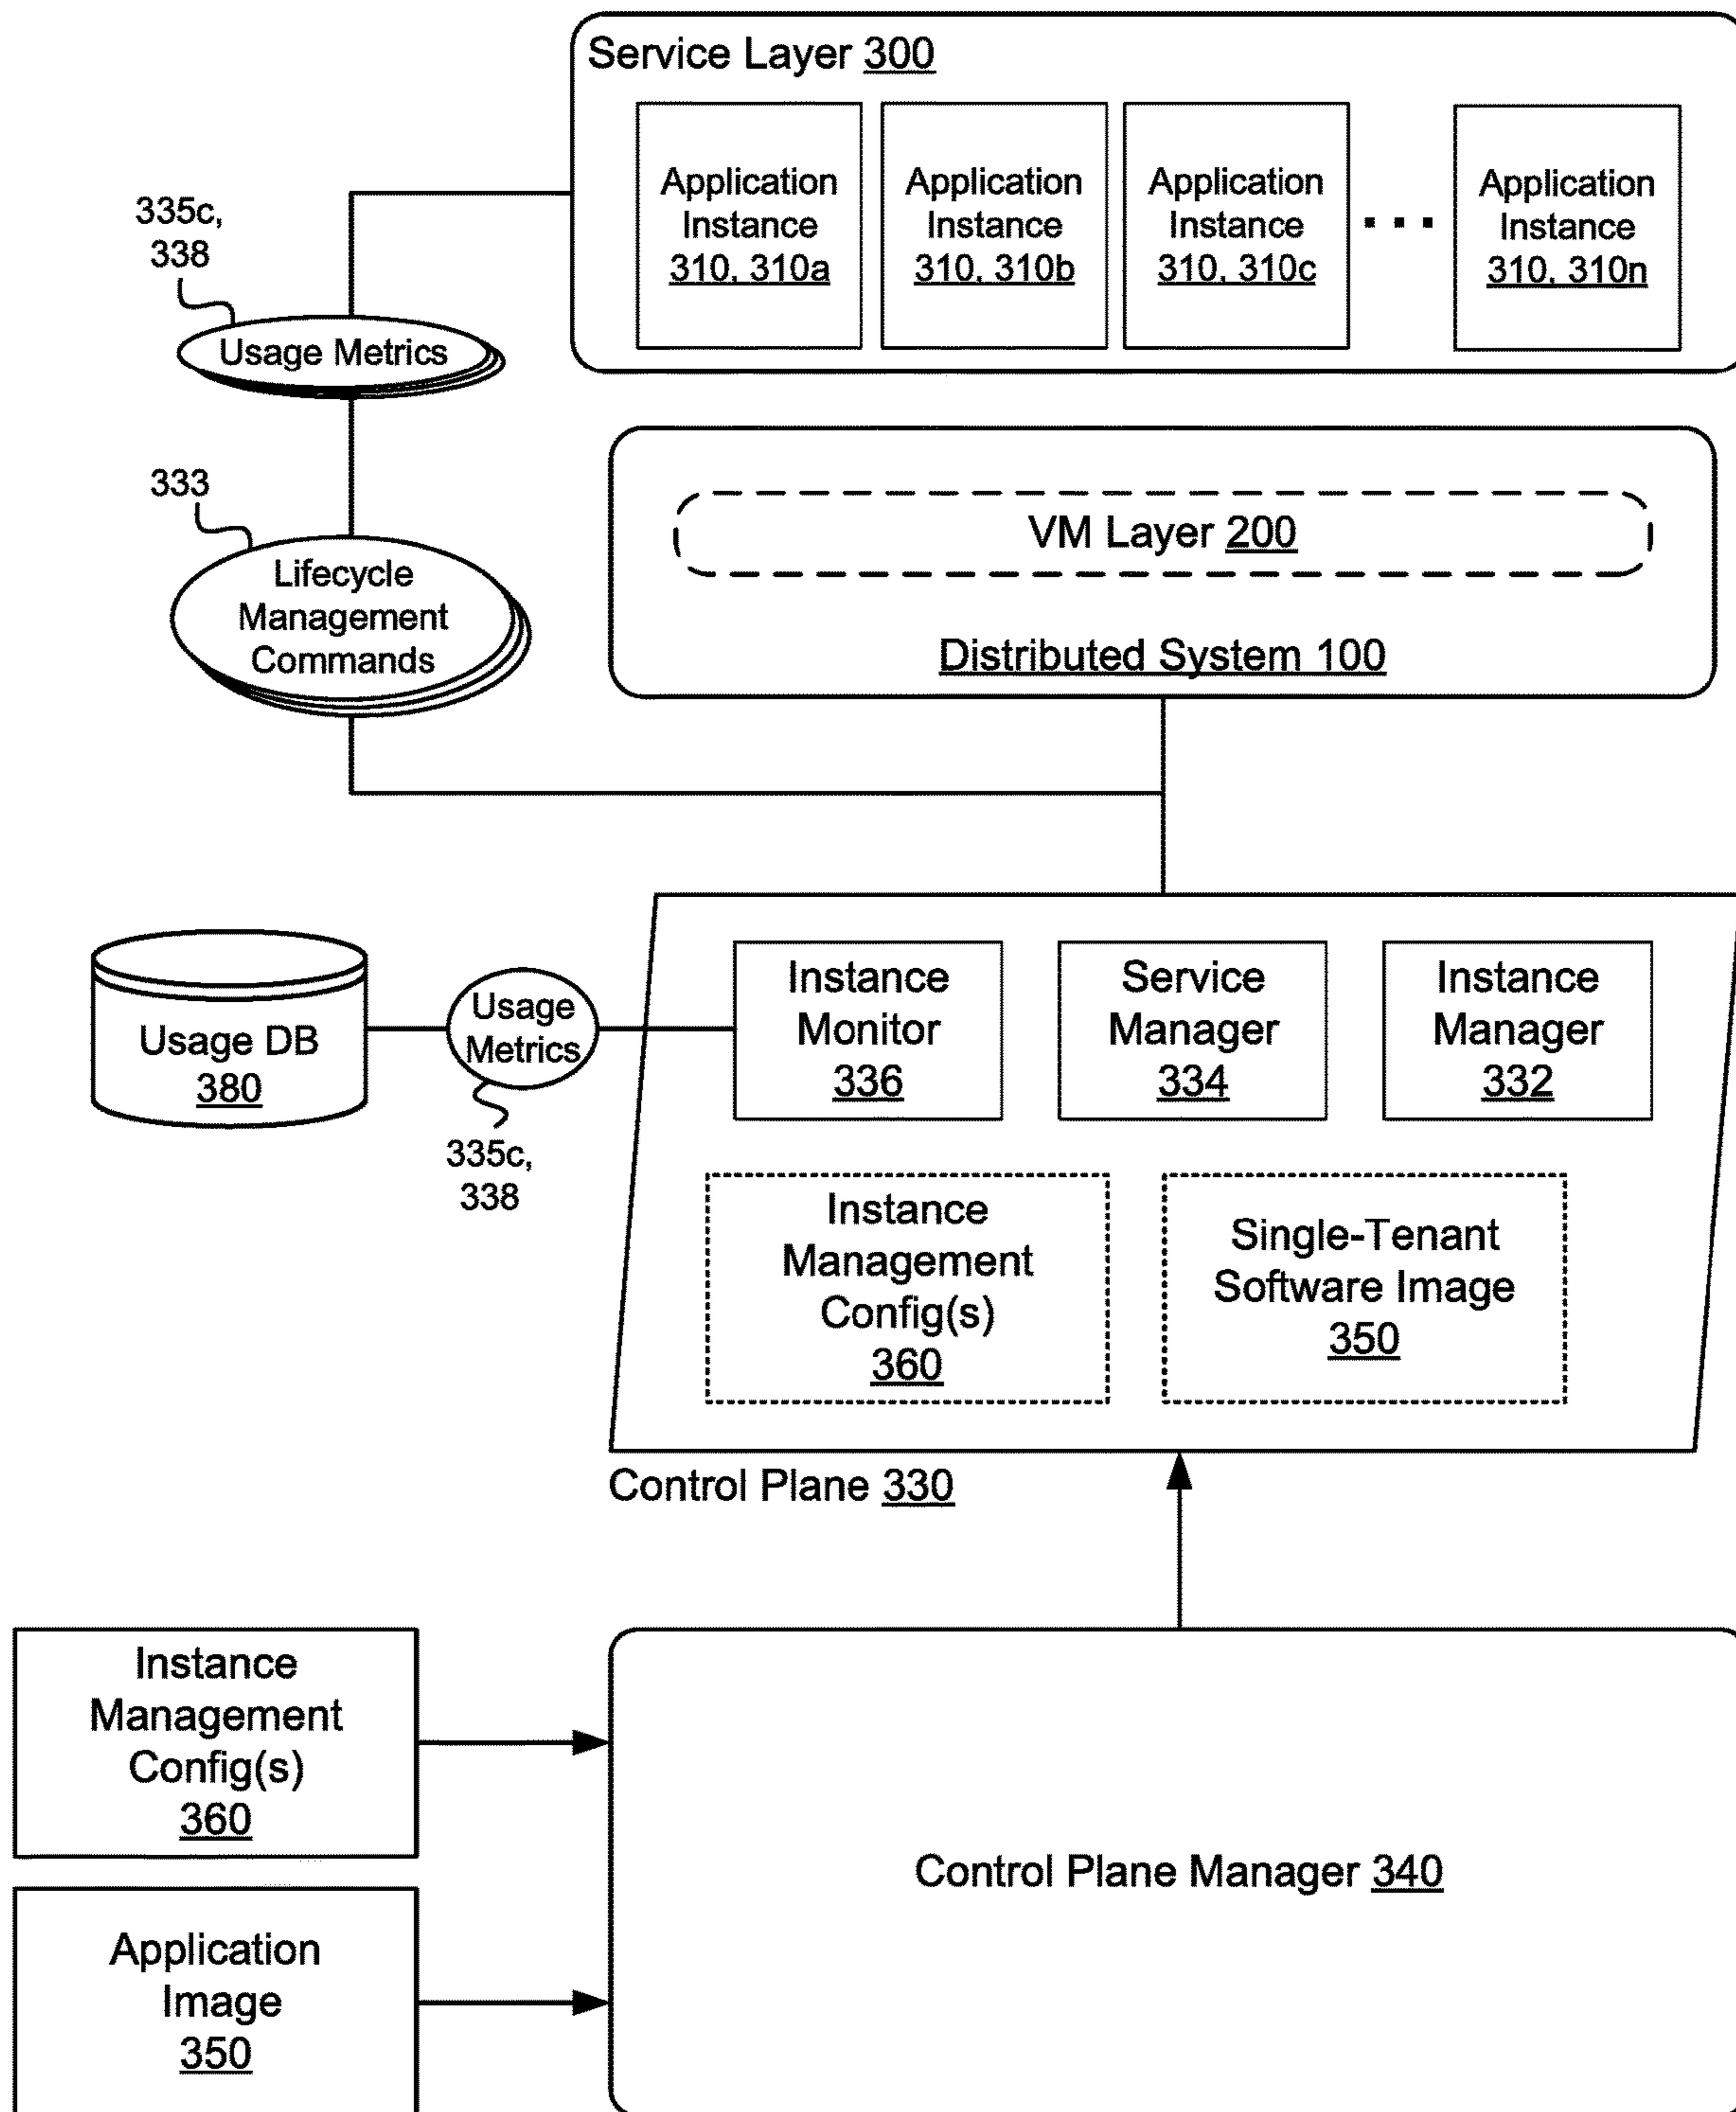 Service Layer 300
Application
Instance
310, 310a
Application
Instance
310, 310b
Application
Instance
310, 310c
...
Application
Instance
310, 310n
335c,
338
Usage Metrics
333
Lifecycle
Management
Commands
VM Layer 200
Distributed System 100
Usage DB
380
Usage
Metrics
335c,
338
Instance
Monitor
336
Service
Manager
334
Instance
Manager
332
Instance
Management
Config(s)
360
Single-Tenant
Software Image
350
Control Plane 330
Instance
Management
Config(s)
360
Application
Image
350
Control Plane Manager 340